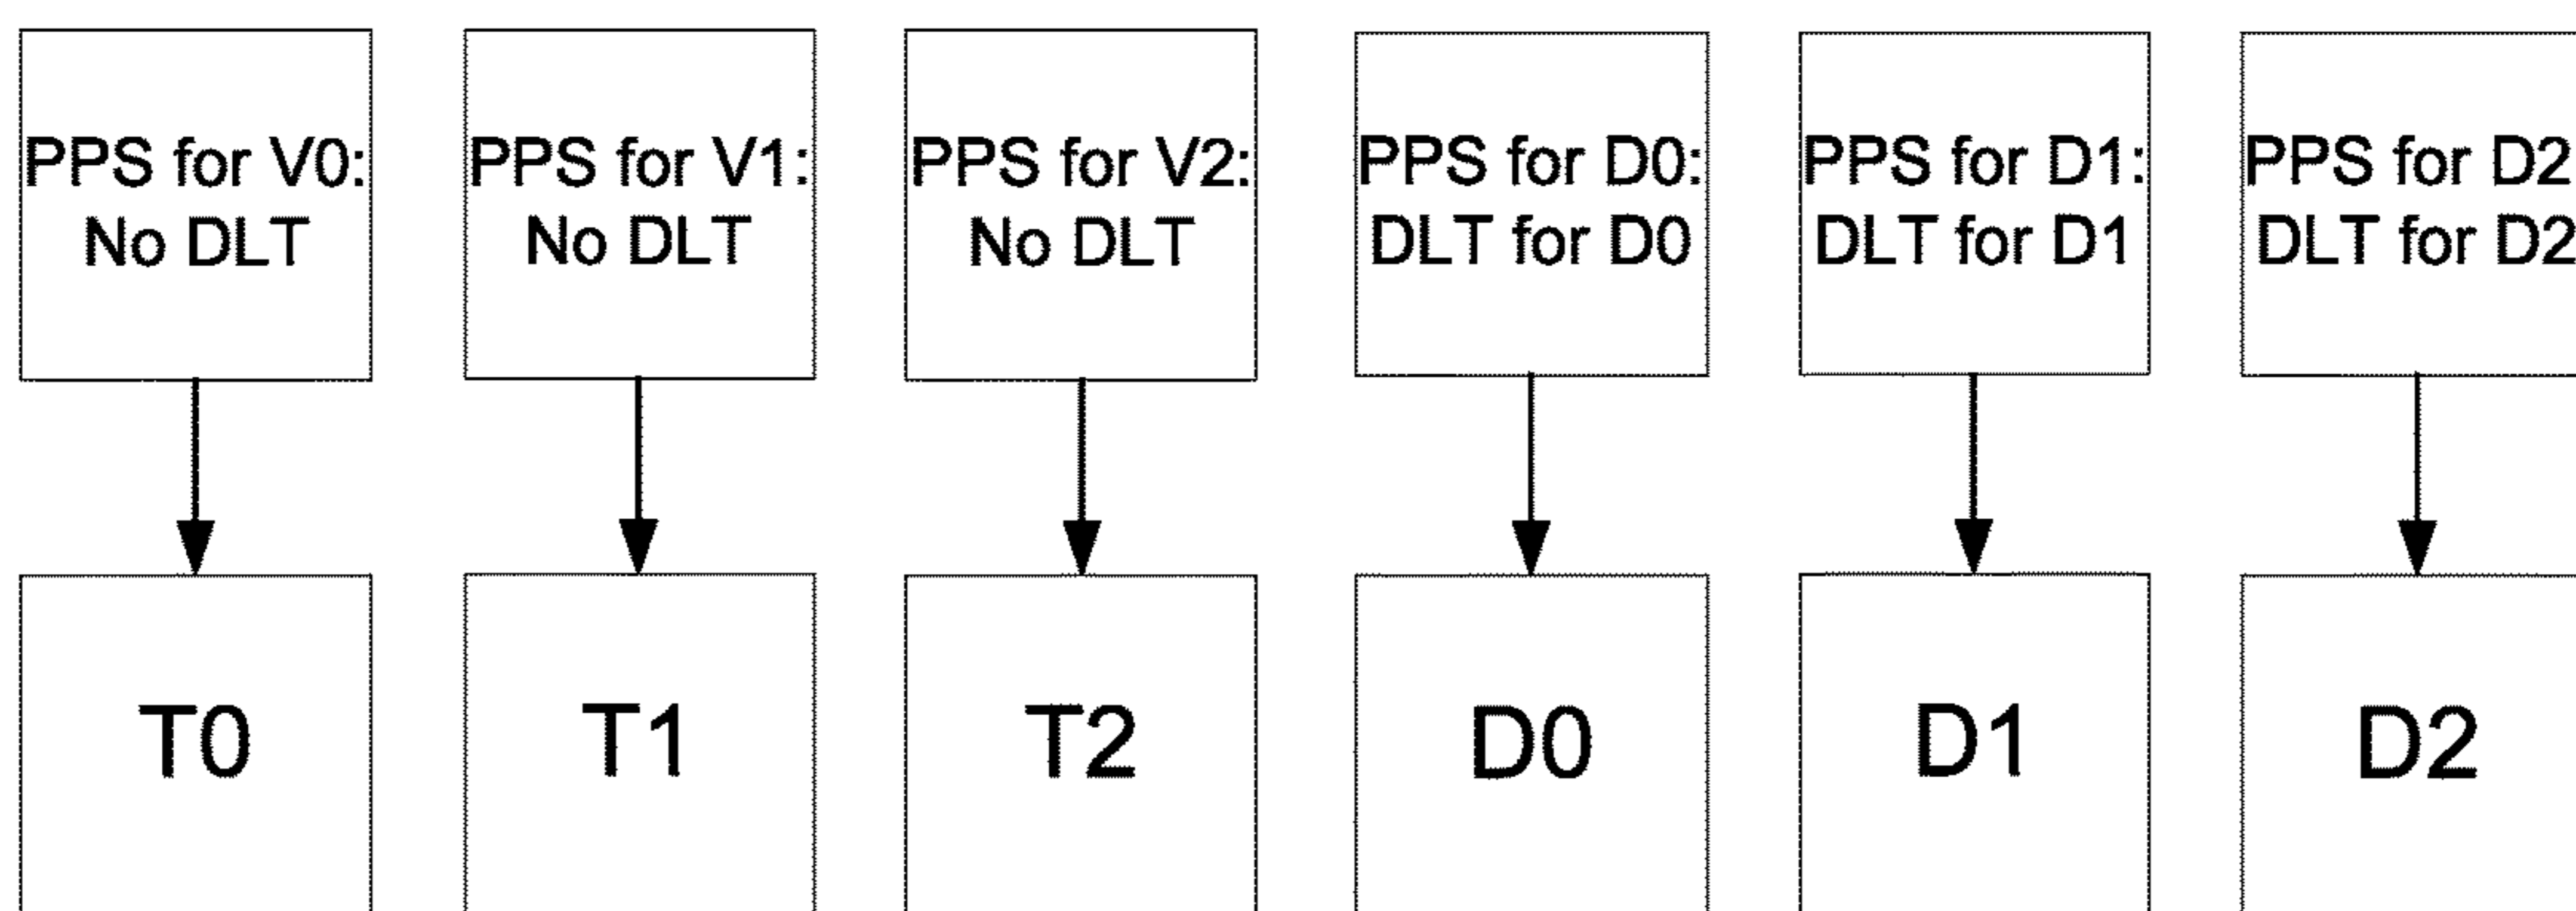 PPS for V0:
No DLT
PPS for V1:
No DLT
PPS for V2:
No DLT
PPS for D0:
DLT for D0
PPS for D1:
DLT for D1
PPS for D2
DLT for D2
T0
T1
T2
D0
D1
D2